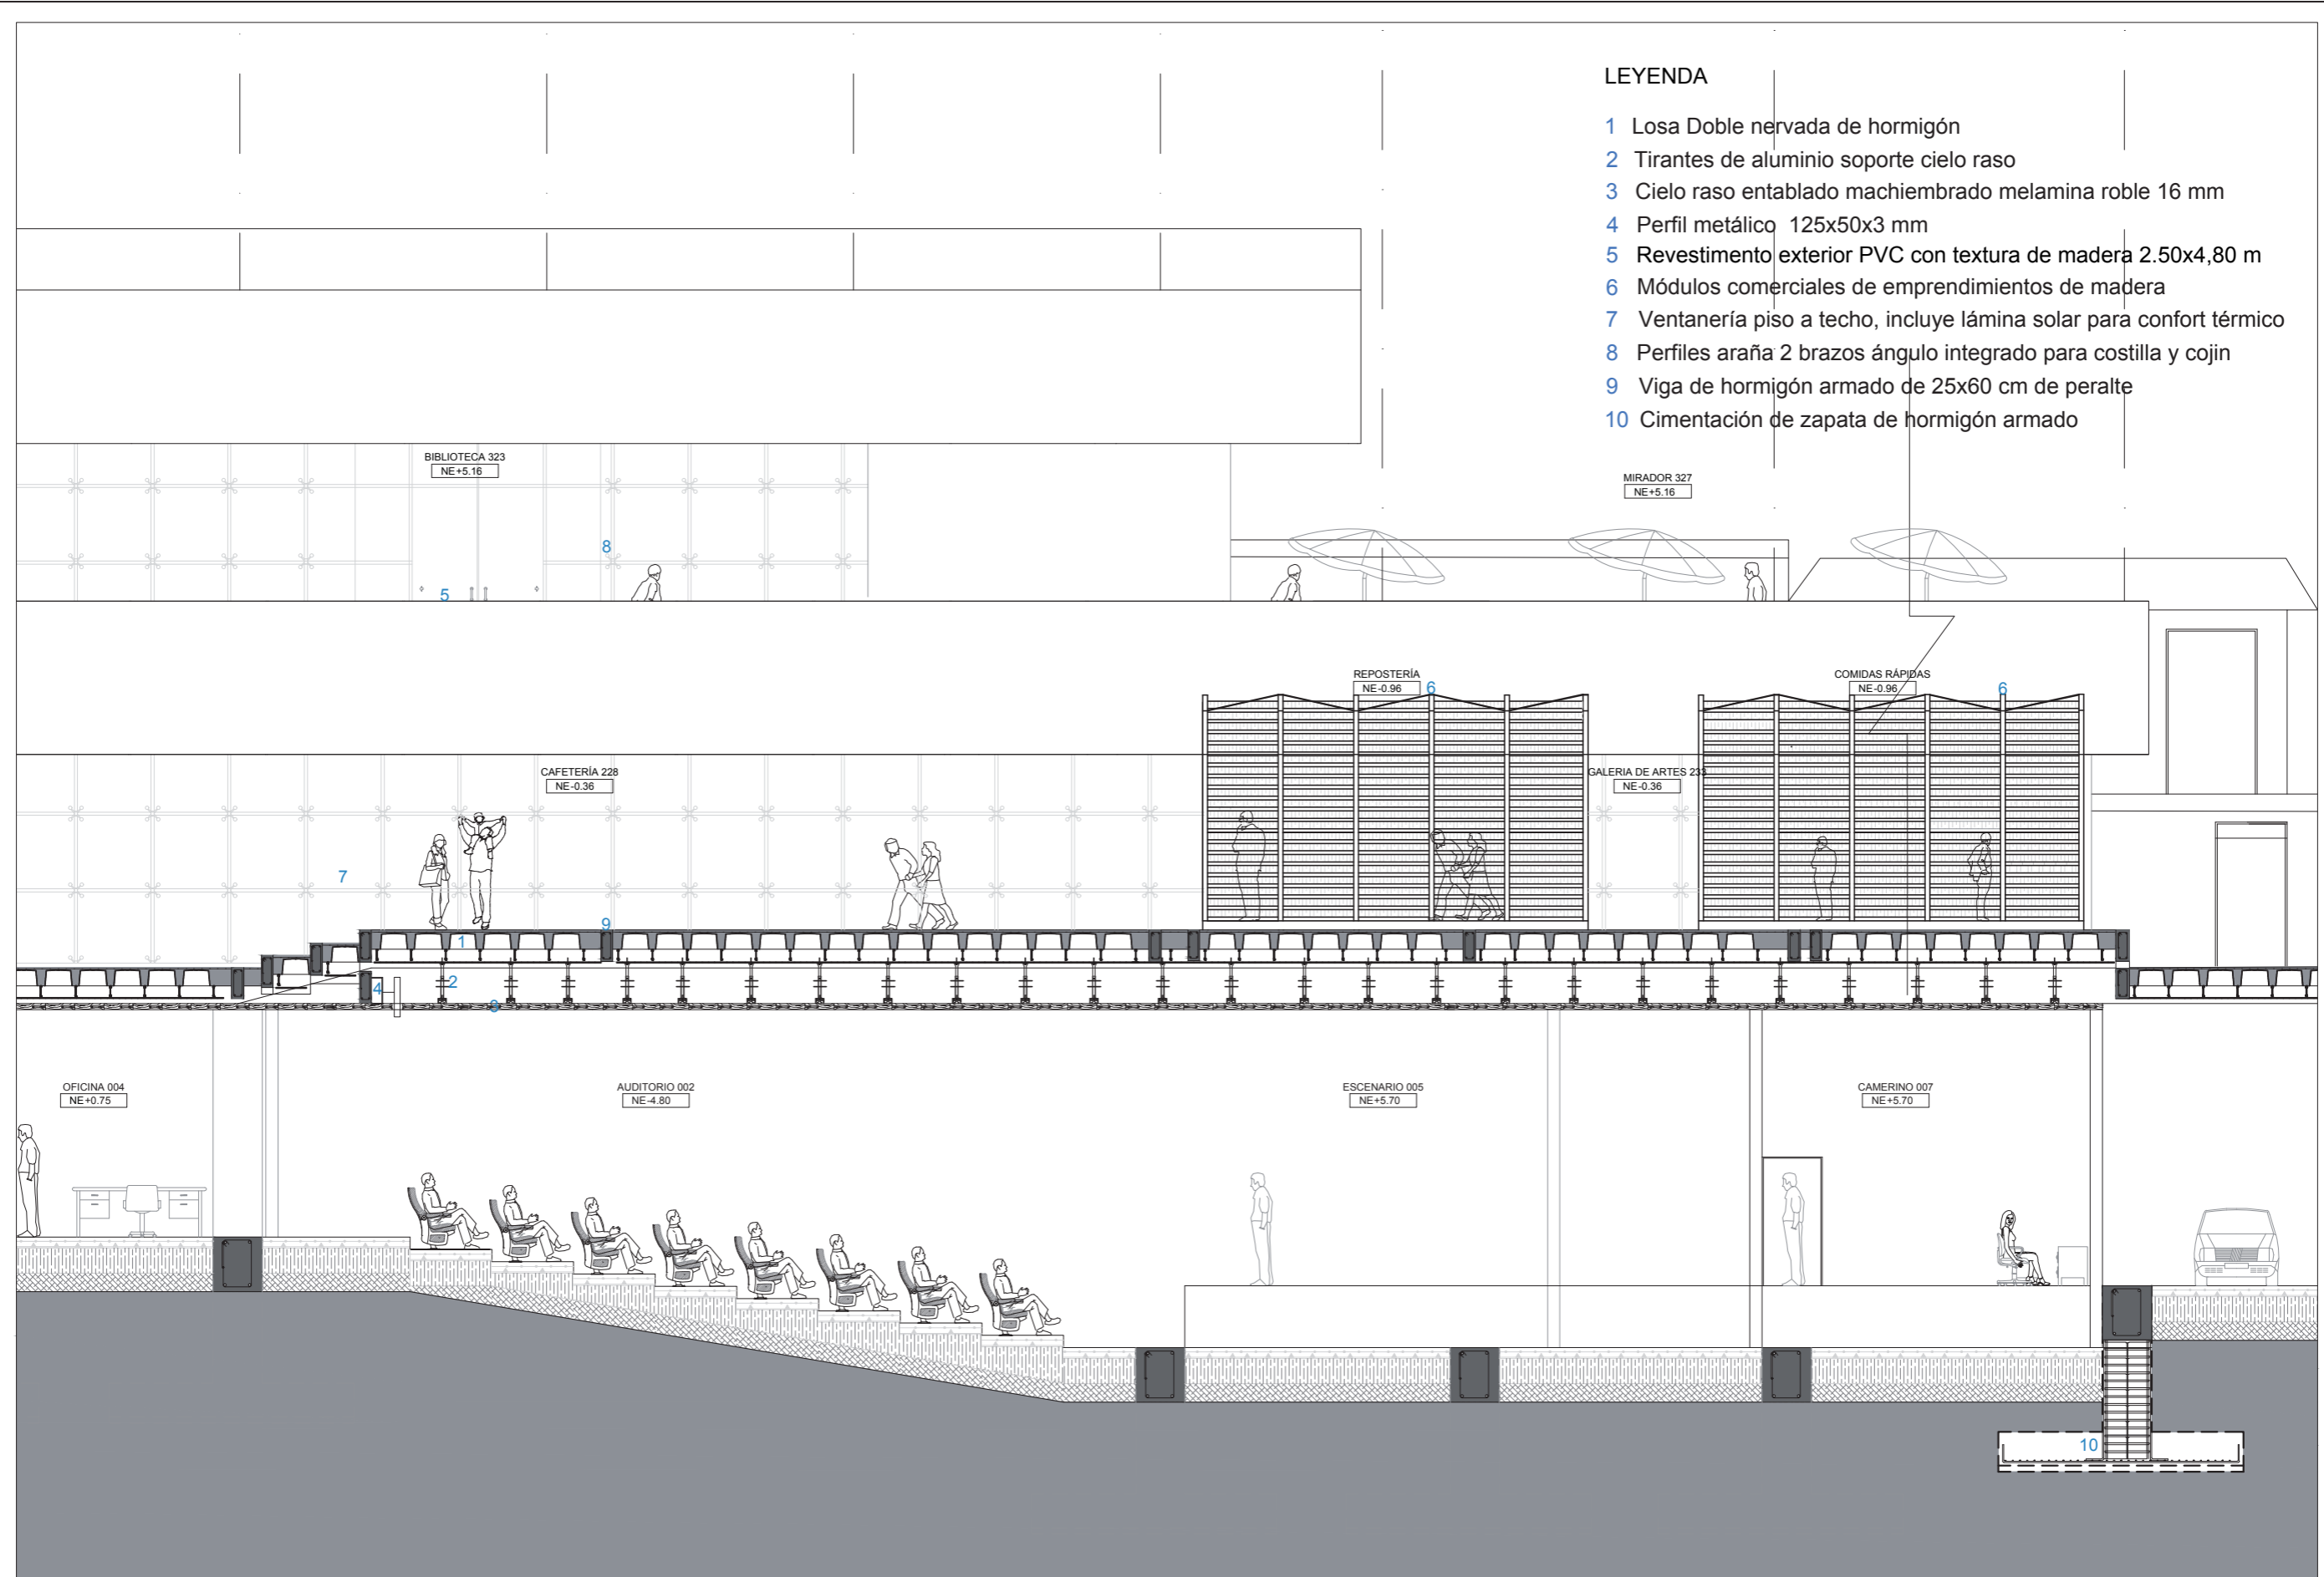 LEYENDA
1 Losa Doble nervada de hormigón
2 Tirantes de aluminio soporte cielo raso
3 Cielo raso entablado machiembrado melamina roble 16 mm
4 Perfil metálico 125x50x3 mm
5 Revestimento exterior PVC con textura de madera 2.50x4,80 m
6 Módulos comerciales de emprendimientos de madera
7 Ventanería piso a techo, incluye lámina solar para confort térmico
8 Perfiles araña 2 brazos ángulo integrado para costilla y cojin
9 Viga de hormigón armado de 25x60 cm de peralte
10 Cimentación de zapata de hormigón armado
BIBLIOTECA 323
NE+5.16
MIRADOR 327
NE+5.16
8
5
REPOSTERÍA
NE-0.96
6
COMIDAS RÁPIDAS
NE-0.96
6
CAFETERÍA 228
NE-0.36
GALERIA DE ARTES 233
NE-0.36
7
9
1
2
4
3
OFICINA 004
NE+0.75
AUDITORIO 002
NE-4.80
ESCENARIO 005
NE+5.70
CAMERINO 007
NE+5.70
10